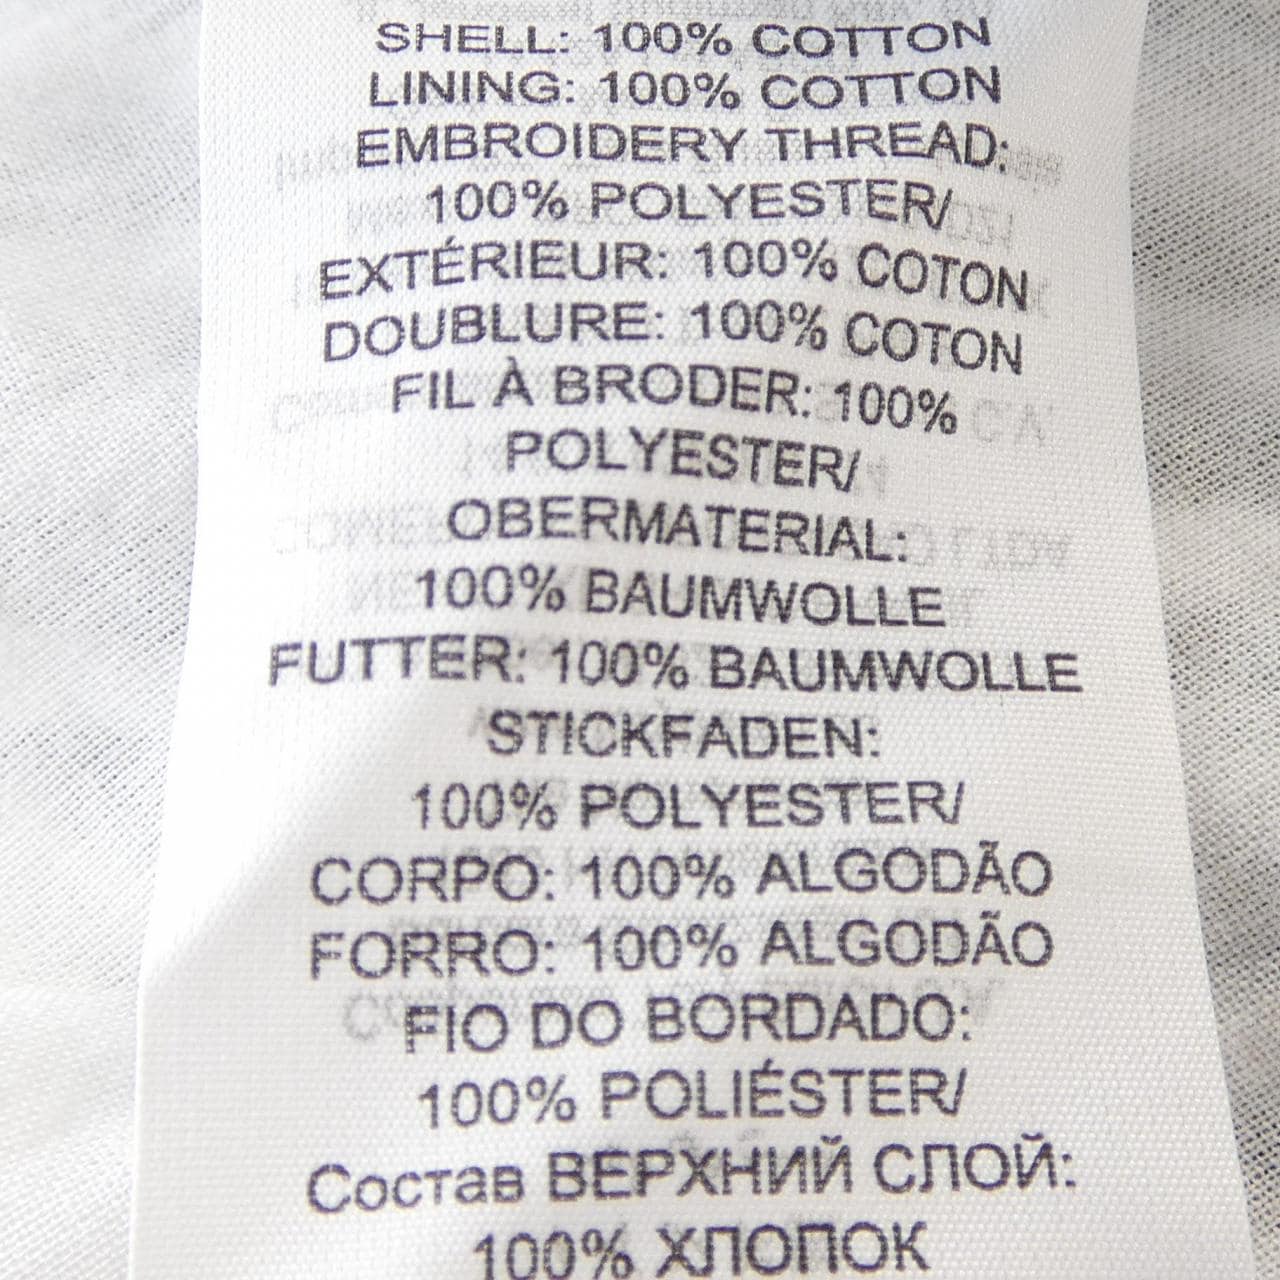 SHELL: 100% COTTON
LINING: 100% COTTON
EMBROIDERY THREAD:
100% POLYESTER/
EXTÉRIEUR: 100% COTON
DOUBLURE: 100% COTON
FIL À BRODER: 100%
POLYESTER/
OBERMATERIAL:
100% BAUMWOLLE
FUTTER: 100% BAUMWOLLE
STICKFADEN:
100% POLYESTER/
CORPO: 100% ALGODÃO
FORRO: 100% ALGODÃO
FIO DO BORDADO:
100% POLIÉSTER/
Состав ВЕРХНИЙ СЛОЙ:
100% ХЛОПОК